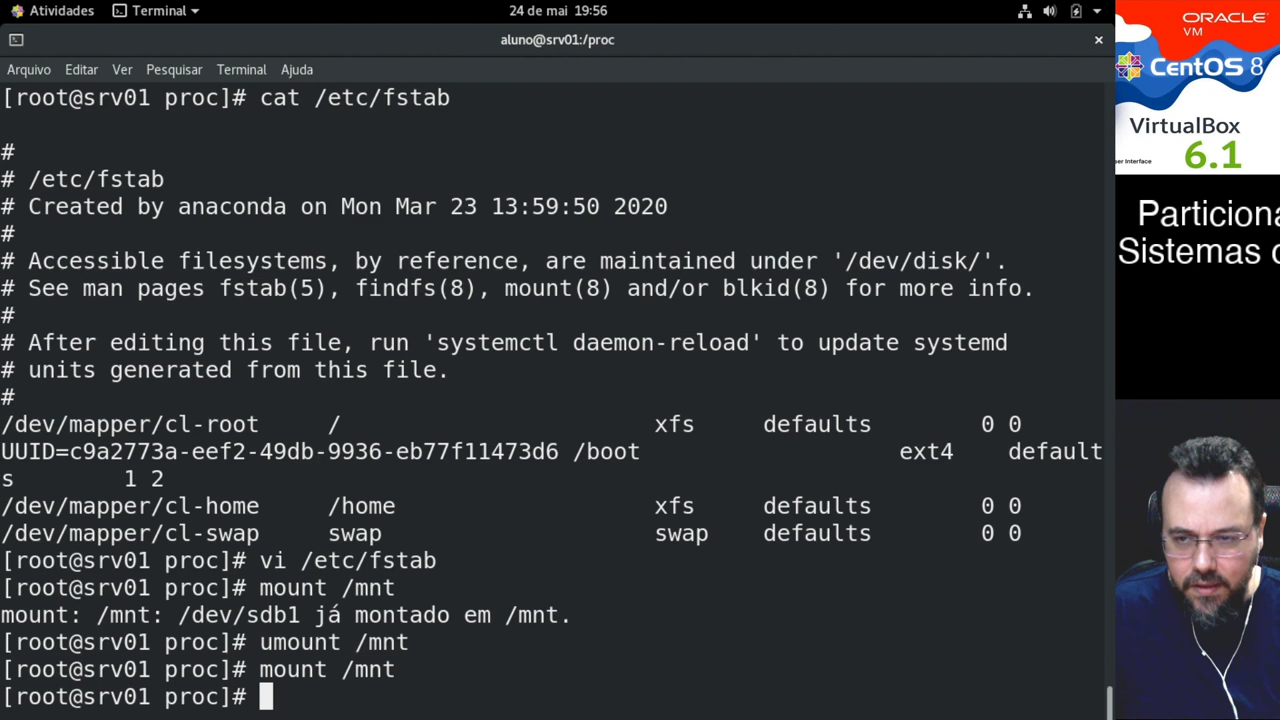 Atividades
Terminal
24 de mai 19:56
aluno@srv01:/proc
Arquivo Editar Ver Pesquisar Terminal Ajuda
[root@srv01 proc]# cat /etc/fstab
#
# /etc/fstab
# Created by anaconda on Mon Mar 23 13:59:50 2020
#
# Accessible filesystems, by reference, are maintained under '/dev/disk/'.
# See man pages fstab(5), findfs(8), mount(8) and/or blkid(8) for more info.
#
# After editing this file, run 'systemctl daemon-reload' to update systemd
# units generated from this file.
#
/dev/mapper/cl-root / xfs defaults 0 0
UUID=c9a2773a-eef2-49db-9936-eb77f11473d6 /boot ext4 default
s 1 2
/dev/mapper/cl-home /home xfs defaults 0 0
/dev/mapper/cl-swap swap swap defaults 0 0
[root@srv01 proc]# vi /etc/fstab
[root@srv01 proc]# mount /mnt
mount: /mnt: /dev/sdb1 já montado em /mnt.
[root@srv01 proc]# umount /mnt
[root@srv01 proc]# mount /mnt
[root@srv01 proc]#
ORACLE
VM
CentOS 8
VirtualBox
ser Interface
6.1
Particiona
Sistemas d